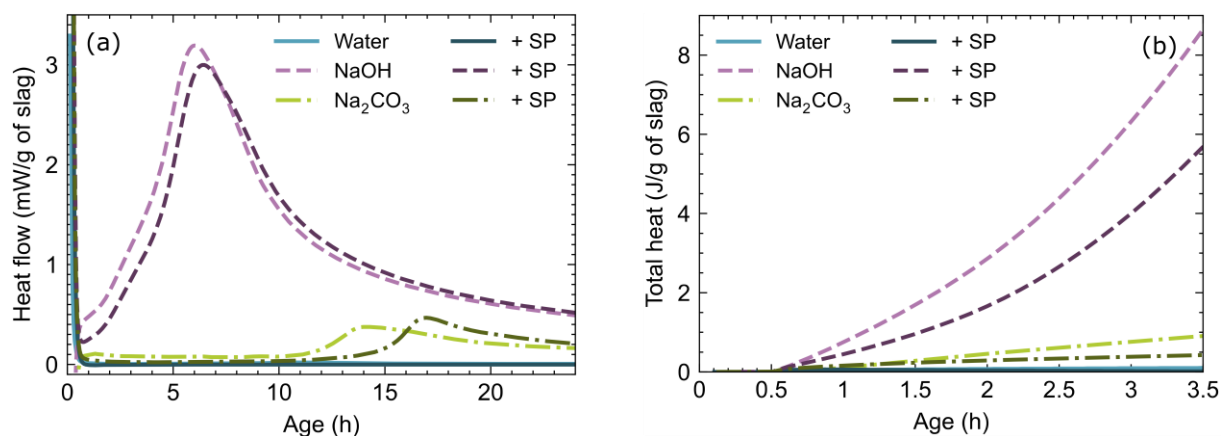 (a)
Water
+ SP
NaOH
+ SP
Na₂CO₃
+ SP
Heat flow (mW/g of slag)
3
2
1
0
0
5
10
15
20
Age (h)
(b)
Water
+ SP
NaOH
+ SP
Na₂CO₃
+ SP
Total heat (J/g of slag)
8
6
4
2
0
0
0.5
1
1.5
2
2.5
3
3.5
Age (h)